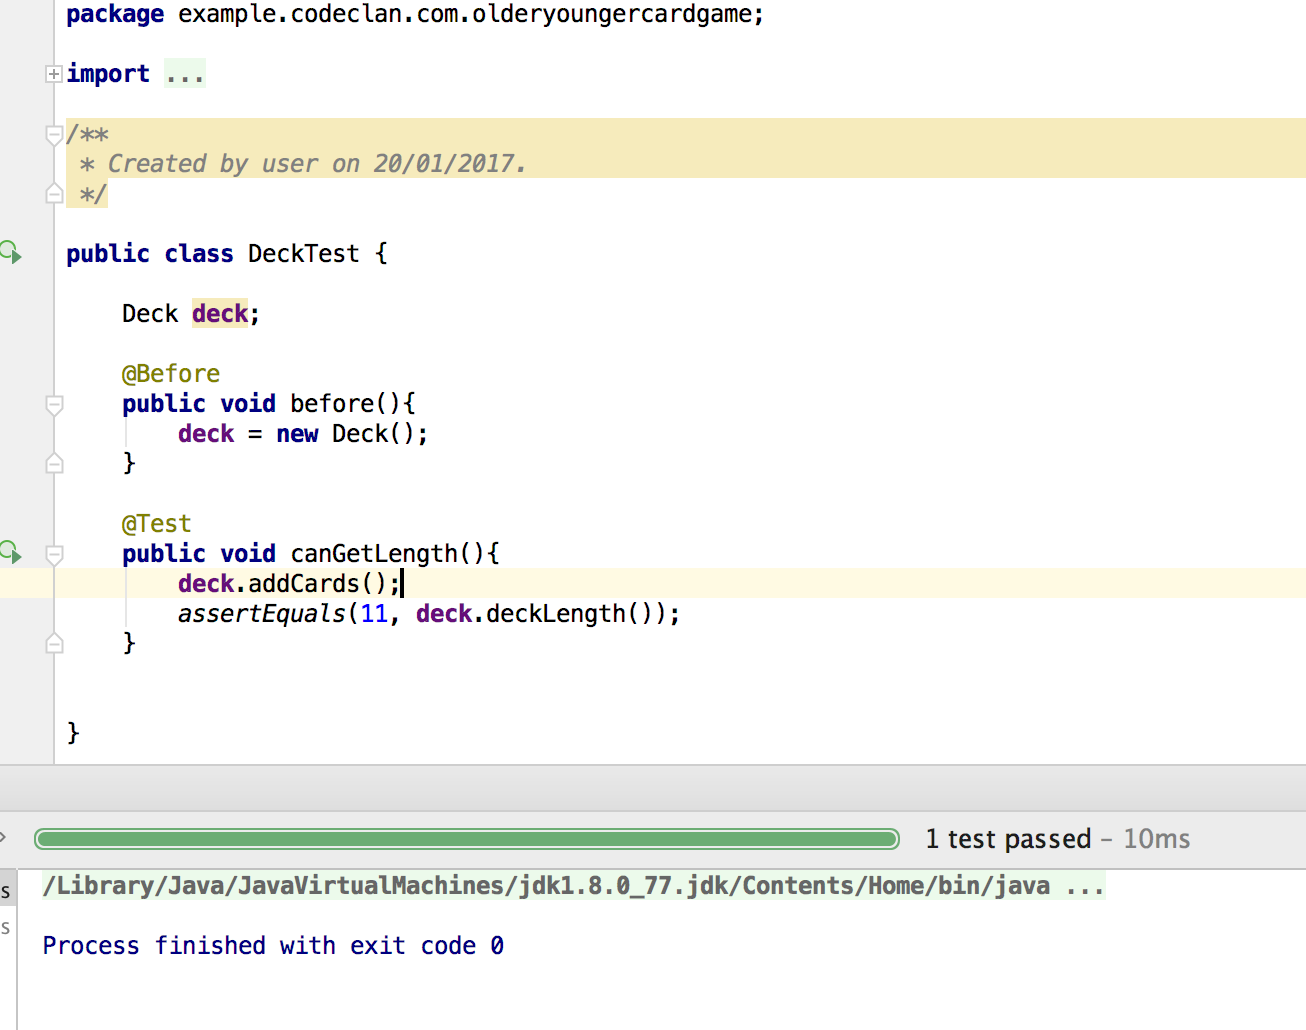 package example.codeclan.com.olderyoungercardgame;
import ...
/**
* Created by user on 20/01/2017.
*/
public class DeckTest {
Deck deck;
@Before
public void before(){
deck = new Deck();
}
@Test
public void canGetLength(){
deck.addCards();
assertEquals(11, deck.deckLength());
}
}
1 test passed – 10ms
s /Library/Java/JavaVirtualMachines/jdk1.8.0_77.jdk/Contents/Home/bin/java ...
s
Process finished with exit code 0